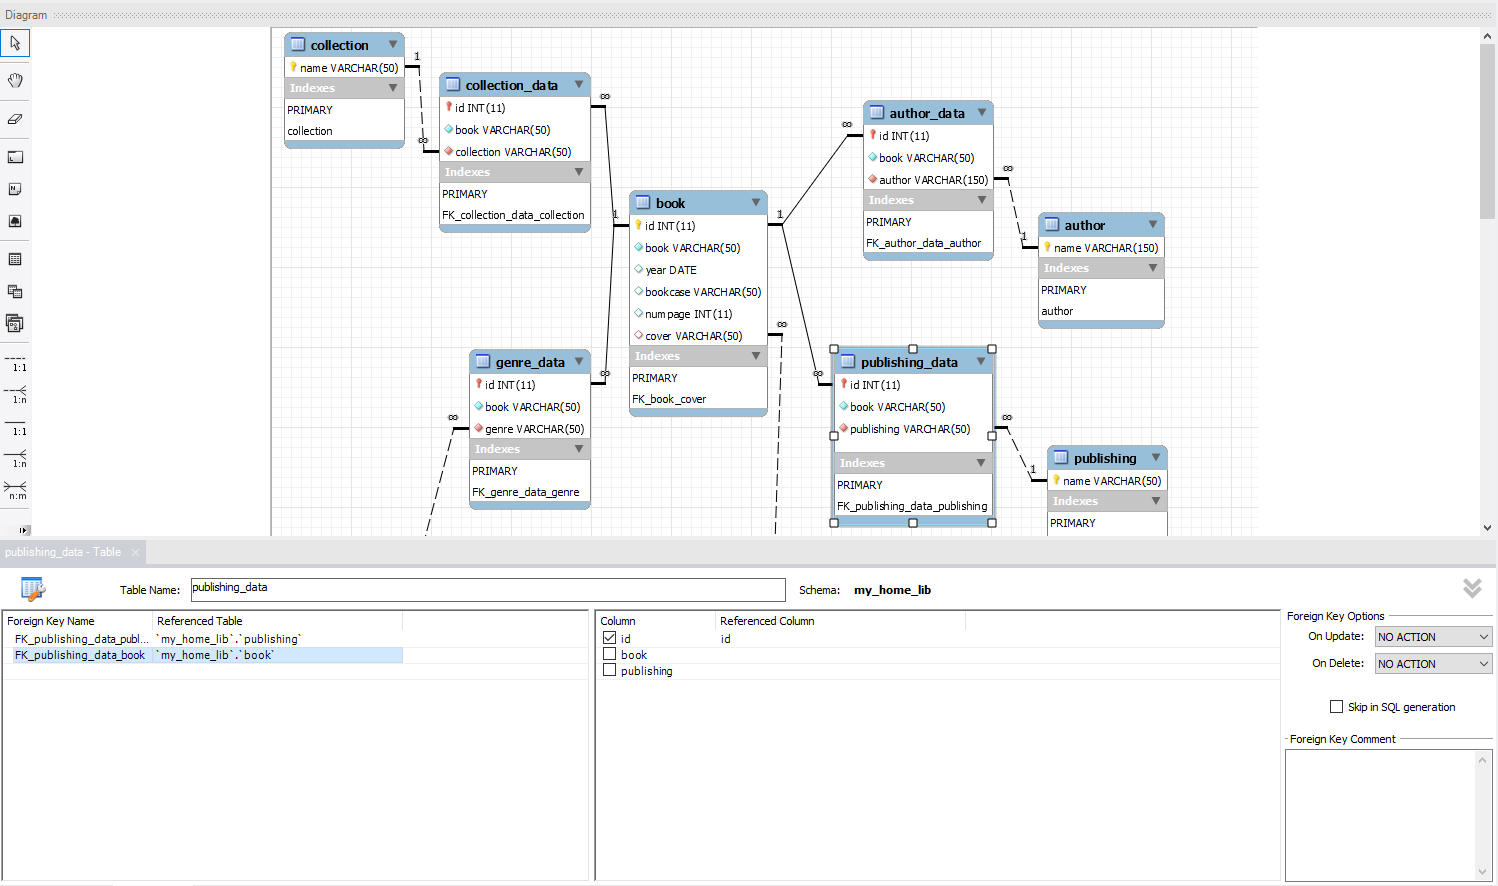 Diagram
collection
name VARCHAR(50)
Indexes
PRIMARY
collection
1
∞
collection_data
id INT(11)
book VARCHAR(50)
collection VARCHAR(50)
Indexes
PRIMARY
FK_collection_data_collection
∞
1
book
id INT(11)
book VARCHAR(50)
year DATE
bookcase VARCHAR(50)
numpage INT(11)
cover VARCHAR(50)
Indexes
PRIMARY
FK_book_cover
1
∞
∞
author_data
id INT(11)
book VARCHAR(50)
author VARCHAR(150)
Indexes
PRIMARY
FK_author_data_author
∞
1
author
name VARCHAR(150)
Indexes
PRIMARY
author
genre_data
id INT(11)
book VARCHAR(50)
genre VARCHAR(50)
Indexes
PRIMARY
FK_genre_data_genre
∞
∞
∞
publishing_data
id INT(11)
book VARCHAR(50)
publishing VARCHAR(50)
Indexes
PRIMARY
FK_publishing_data_publishing
∞
1
publishing
name VARCHAR(50)
Indexes
PRIMARY
1:1
1:n
1:1
1:n
n:m
publishing_data - Table
Table Name: publishing_data
Schema: my_home_lib
Foreign Key Name Referenced Table
FK_publishing_data_publ... `my_home_lib`.`publishing`
FK_publishing_data_book `my_home_lib`.`book`
Column Referenced Column
id id
book
publishing
Foreign Key Options
On Update: NO ACTION
On Delete: NO ACTION
Skip in SQL generation
Foreign Key Comment